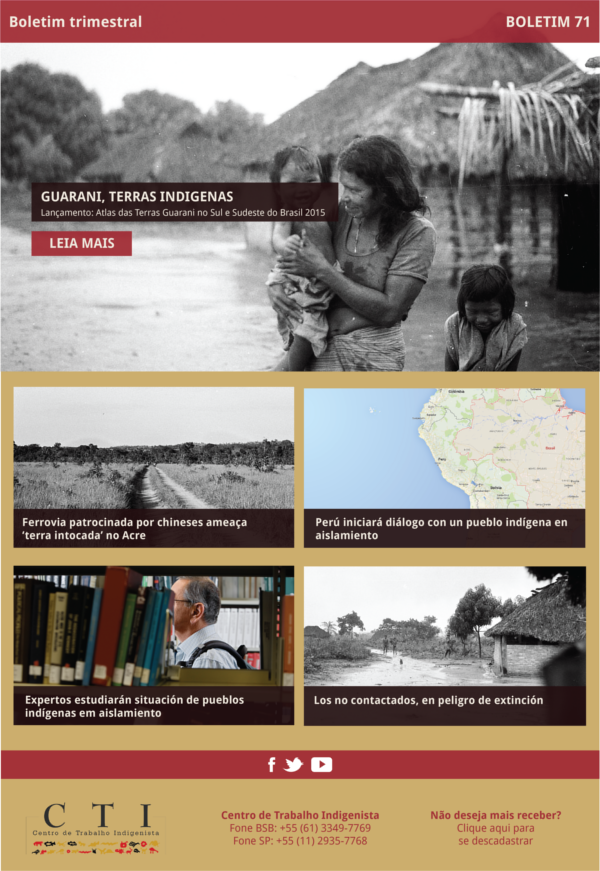 Boletim trimestral
BOLETIM 71
GUARANI, TERRAS INDIGENAS
Lançamento: Atlas das Terras Guarani no Sul e Sudeste do Brasil 2015
LEIA MAIS
Ferrovia patrocinada por chineses ameaça
‘terra intocada’ no Acre
Colombia
Perú
Brasil
Bolivia
Perú iniciará diálogo con un pueblo indígena en
aislamiento
Expertos estudiarán situación de pueblos
indígenas em aislamiento
Los no contactados, en peligro de extinción
CTI
Centro de Trabalho Indigenista
Centro de Trabalho Indigenista
Fone BSB: +55 (61) 3349-7769
Fone SP: +55 (11) 2935-7768
Não deseja mais receber?
Clique aqui para
se descadastrar